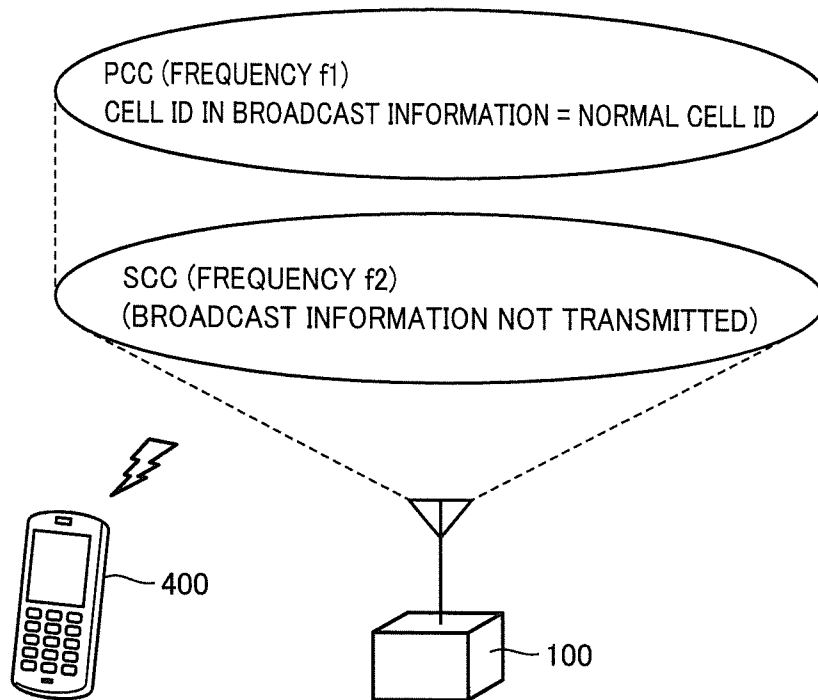 PCC (FREQUENCY f1)
CELL ID IN BROADCAST INFORMATION = NORMAL CELL ID
SCC (FREQUENCY f2)
(BROADCAST INFORMATION NOT TRANSMITTED)
400
100